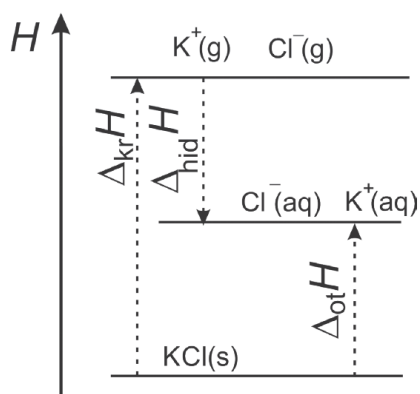 H
K⁺(g) Cl⁻(g)
Δ_kr H
Δ_hid H
Cl⁻(aq) K⁺(aq)
Δ_ot H
KCl(s)